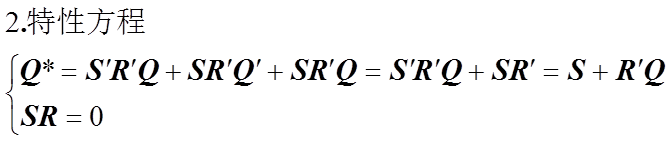 2.特性方程
Q* = S′R′Q + SR′Q′ + SR′Q = S′R′Q + SR′ = S + R′Q
SR = 0